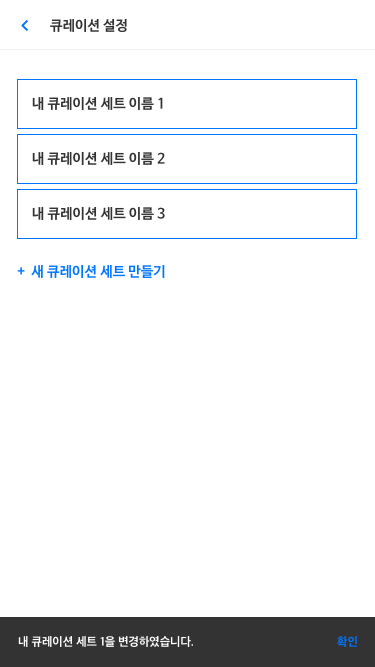 큐레이션 설정
내 큐레이션 세트 이름 1
내 큐레이션 세트 이름 2
내 큐레이션 세트 이름 3
+ 새 큐레이션 세트 만들기
내 큐레이션 세트 1을 변경하였습니다. 확인